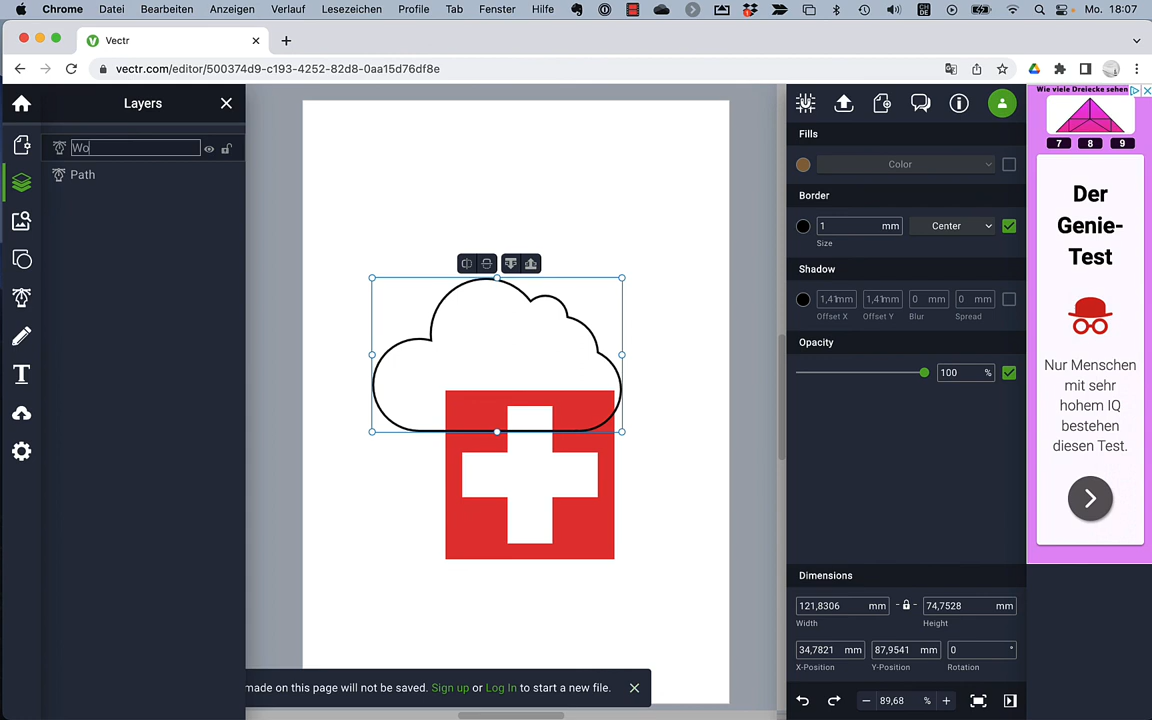 Chrome Datei Bearbeiten Anzeigen Verlauf Lesezeichen Profile Tab Fenster Hilfe CH DE Mo. 18:07
Vectr
vectr.com/editor/500374d9-c193-4252-82d8-0aa15d76df8e
Layers
Wo
Path
Fills
Color
Border
1 mm Center
Size
Shadow
1,41mm 1,41mm 0 mm 0 mm
Offset X Offset Y Blur Spread
Opacity
100 %
Dimensions
121,8306 mm 74,7528 mm
Width Height
34,7821 mm 87,9541 mm 0 °
X-Position Y-Position Rotation
89,68 %
made on this page will not be saved. Sign up or Log In to start a new file.
Wie viele Dreiecke sehen
7 8 9
Der
Genie-
Test
Nur Menschen
mit sehr
hohem IQ
bestehen
diesen Test.